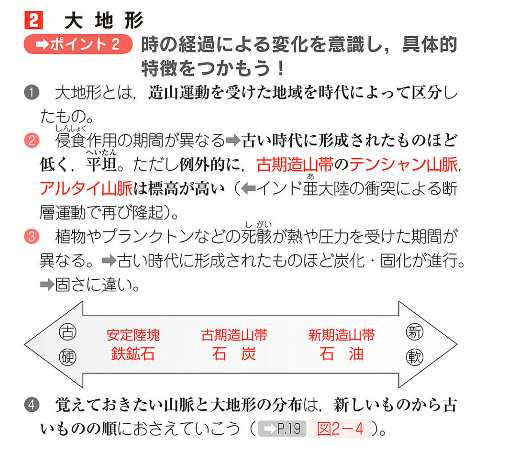 2 大地形
➡ポイント2 時の経過による変化を意識し，具体的
特徴をつかもう！
❶ 大地形とは，造山運動を受けた地域を時代によって区分し
たもの。
しんしょく
❷ 侵食作用の期間が異なる➡古い時代に形成されたものほど
へいたん
低く，平坦。ただし例外的に，古期造山帯のテンシャン山脈，
あ
アルタイ山脈は標高が高い（⬅インド亜大陸の衝突による断
層運動で再び隆起）。
しがい
❸ 植物やプランクトンなどの死骸が熱や圧力を受けた期間が
異なる。➡古い時代に形成されたものほど炭化・固化が進行。
➡固さに違い。
古 安定陸塊 古期造山帯 新期造山帯 新
硬 鉄鉱石 石炭 石油 軟
❹ 覚えておきたい山脈と大地形の分布は，新しいものから古
いものの順におさえていこう（➡P.19 図2－4）。